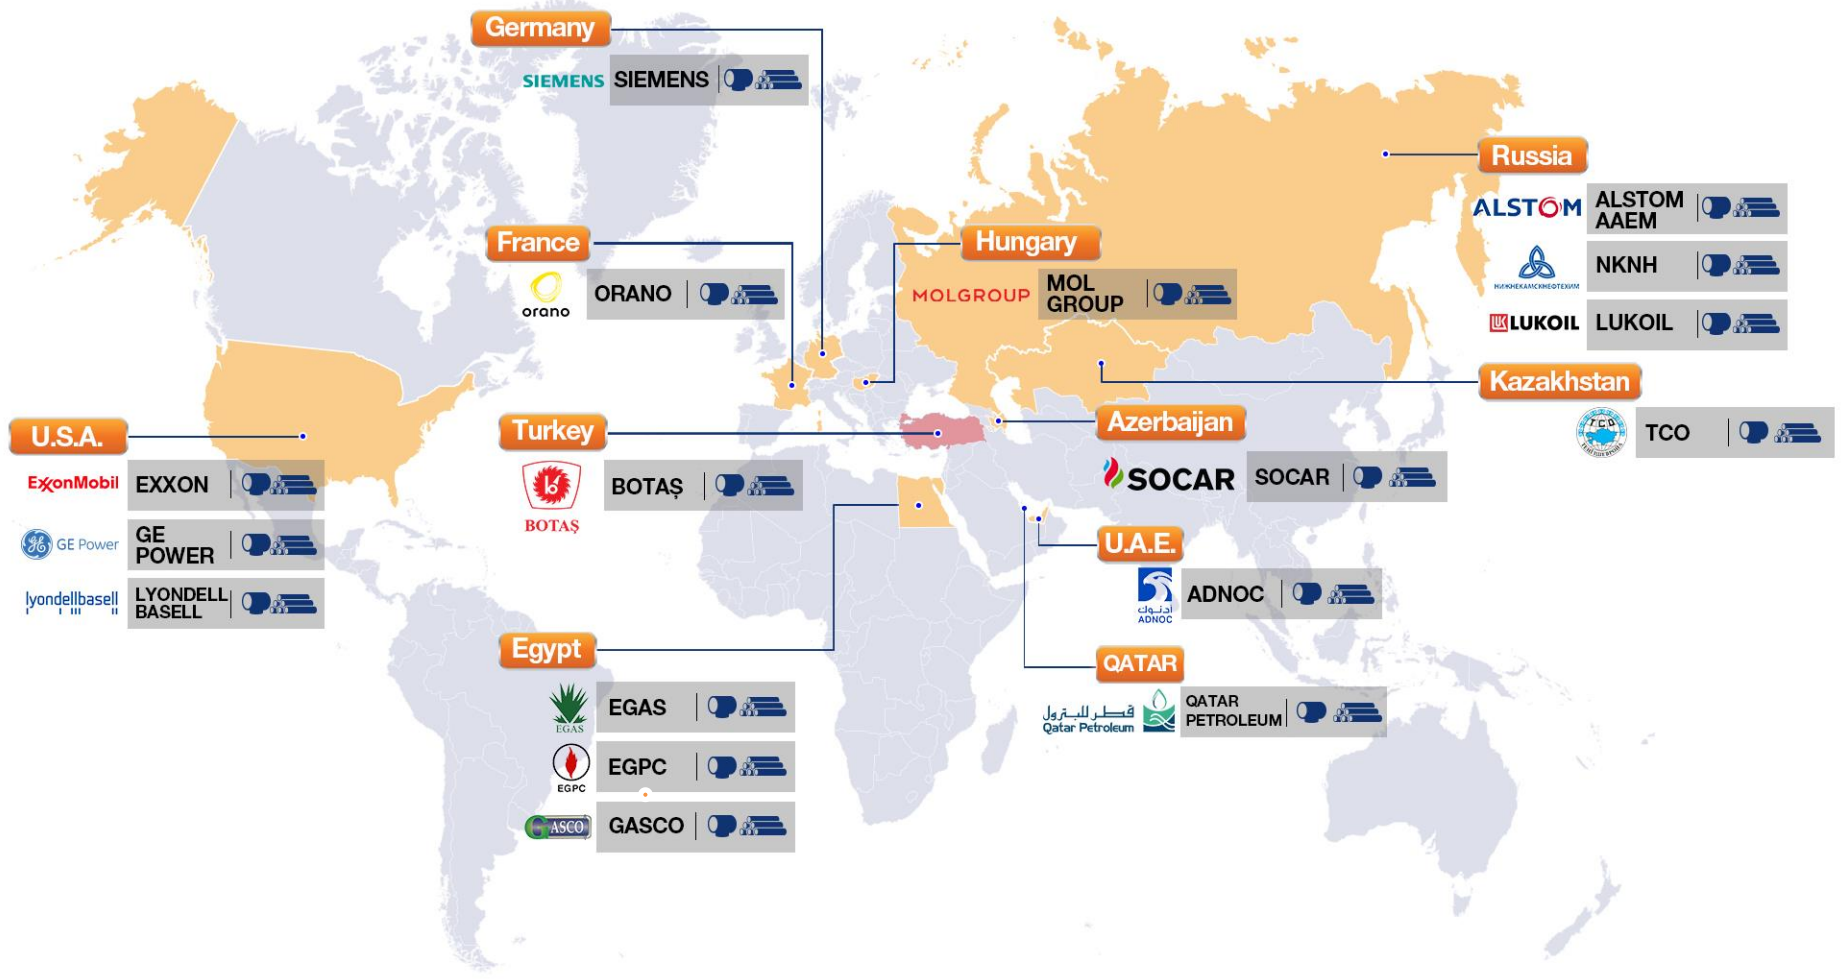 Germany
SIEMENS
SIEMENS
Russia
ALSTOM
ALSTOM
AAEM
NKNH
НИЖНЕКАМСКНЕФТЕХИМ
LUKOIL
LUKOIL
France
orano
ORANO
Hungary
MOLGROUP
MOL
GROUP
Kazakhstan
TCO
TCO
U.S.A.
ExxonMobil
EXXON
GE Power
GE
POWER
lyondellbasell
LYONDELL
BASELL
Turkey
BOTAŞ
BOTAŞ
Azerbaijan
SOCAR
SOCAR
U.A.E.
أدنوك
ADNOC
ADNOC
Egypt
EGAS
EGAS
EGPC
EGPC
GASCO
GASCO
QATAR
قطر للبترول
Qatar Petroleum
QATAR
PETROLEUM